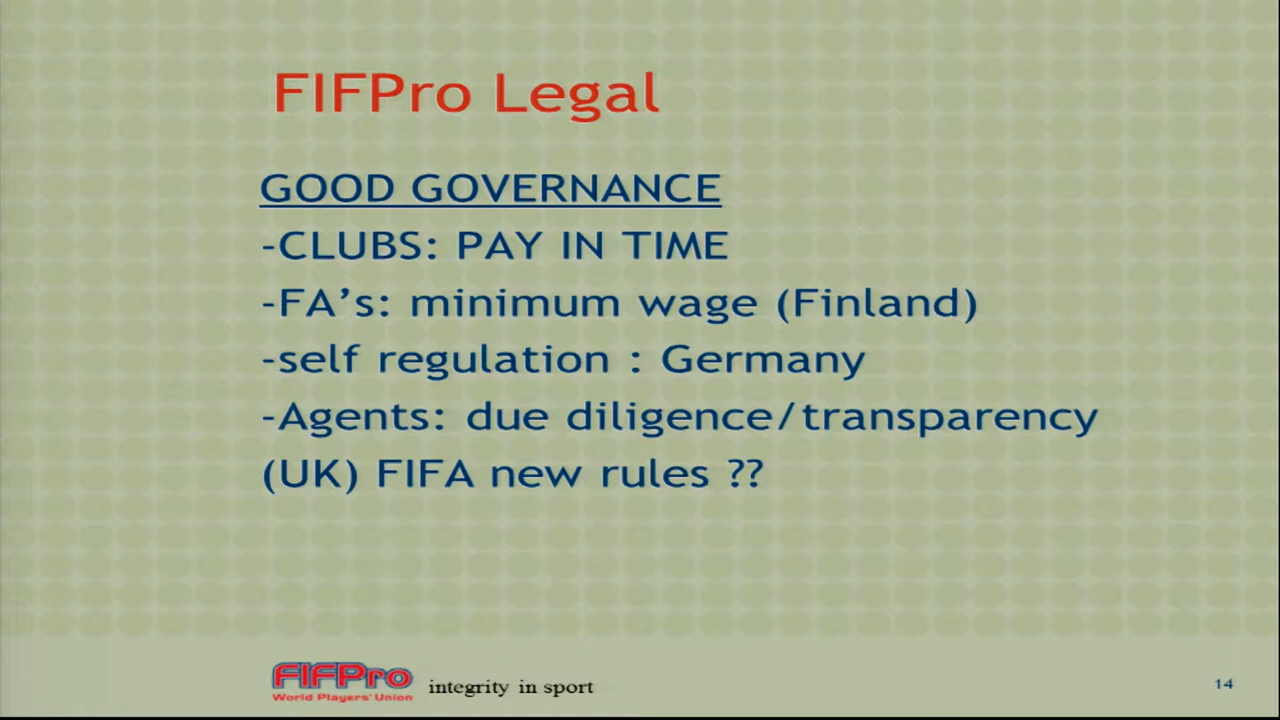 FIFPro Legal
GOOD GOVERNANCE
-CLUBS: PAY IN TIME
-FA’s: minimum wage (Finland)
-self regulation : Germany
-Agents: due diligence/transparency
(UK) FIFA new rules ??
FIFPro
World Players' Union
integrity in sport
14